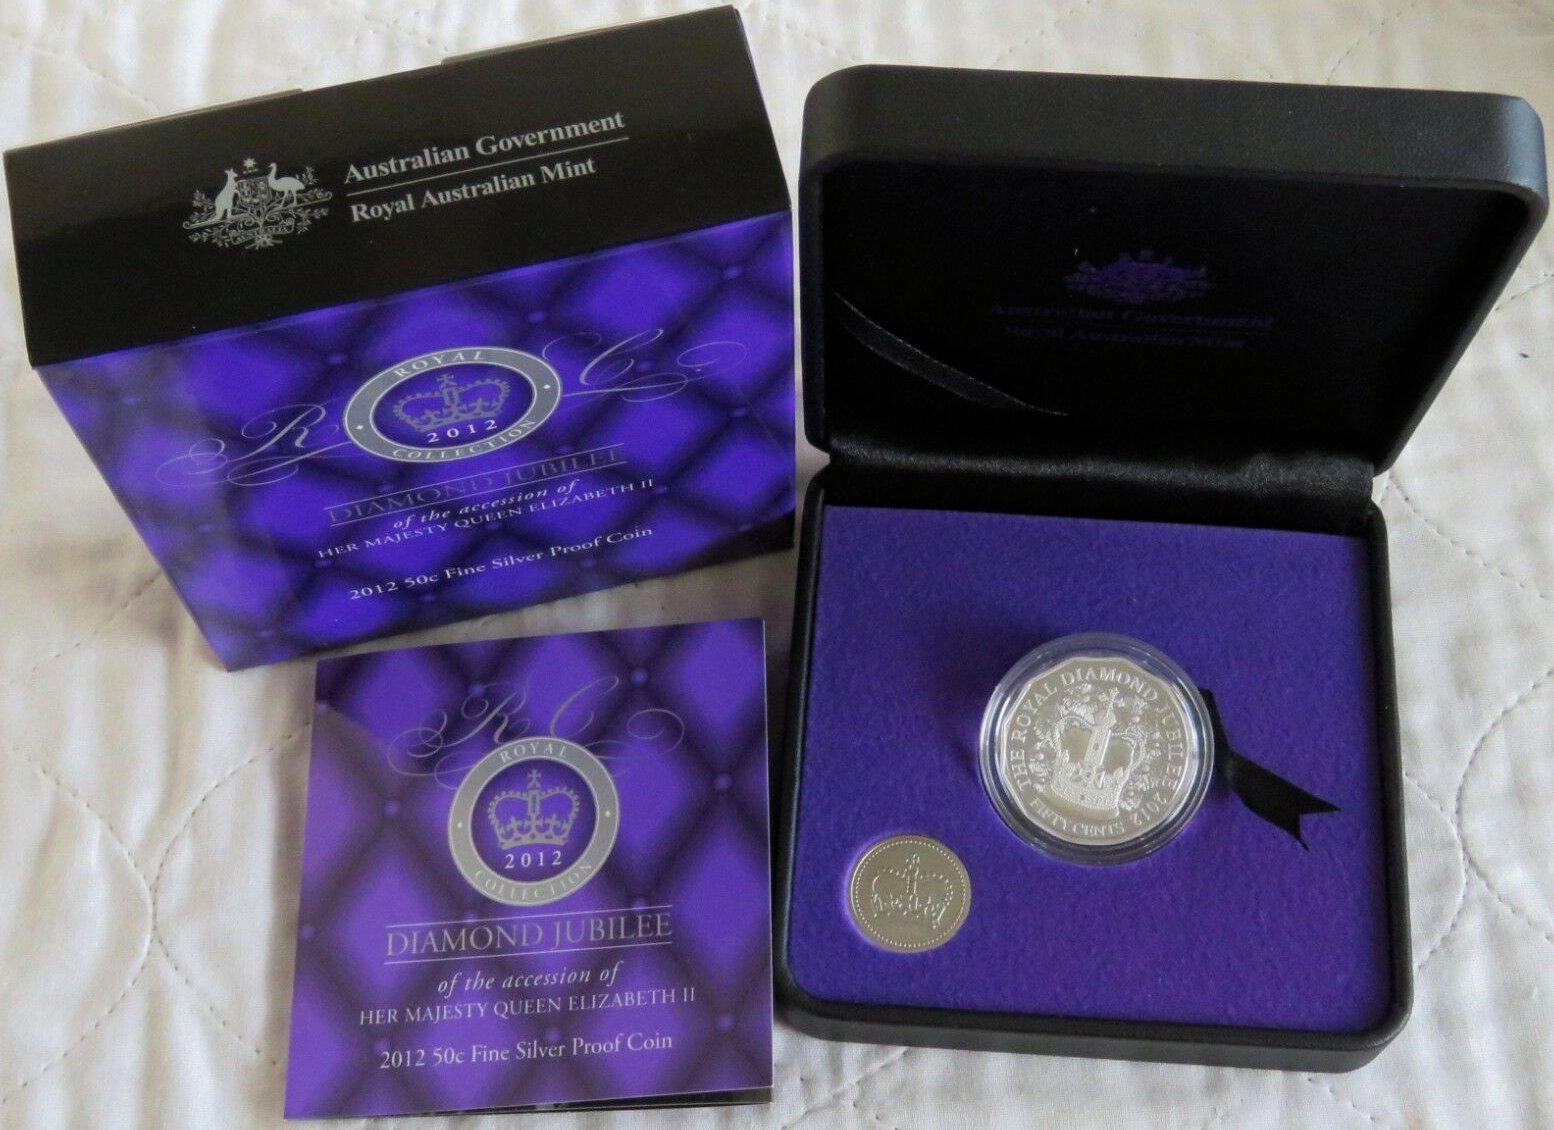 Australian Government
Royal Australian Mint
AUSTRALIA
R C
ROYAL
2012
COLLECTION
DIAMOND JUBILEE
of the accession of
HER MAJESTY QUEEN ELIZABETH II
2012 50c Fine Silver Proof Coin
R C
ROYAL
2012
COLLECTION
DIAMOND JUBILEE
of the accession of
HER MAJESTY QUEEN ELIZABETH II
2012 50c Fine Silver Proof Coin
Australian Government
Royal Australian Mint
THE ROYAL DIAMOND JUBILEE 2012
FIFTY CENTS